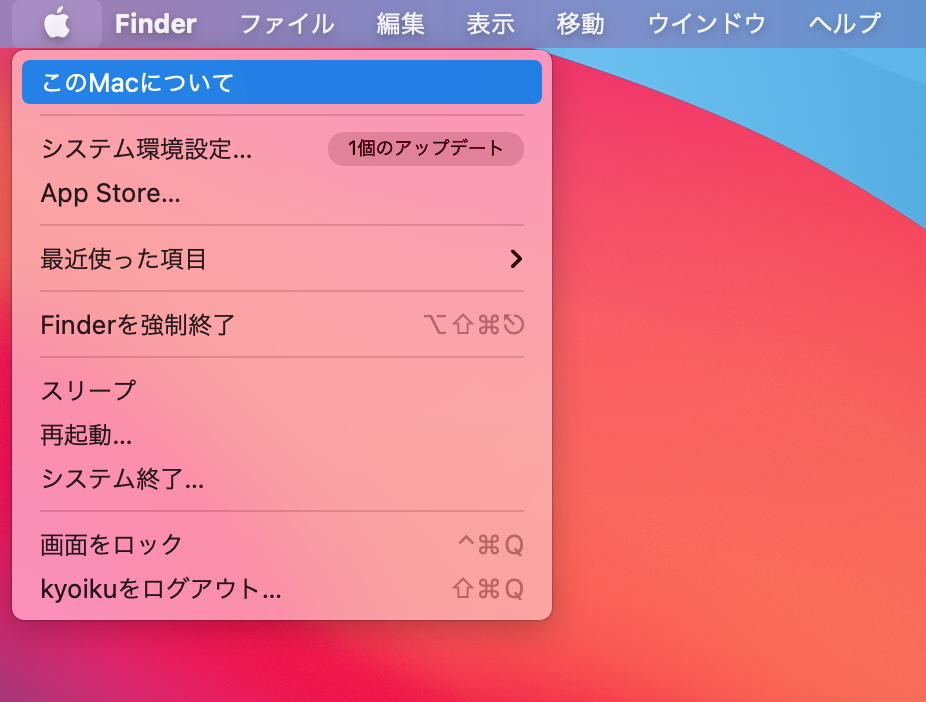 Finder ファイル 編集 表示 移動 ウインドウ ヘルプ
このMacについて
システム環境設定... 1個のアップデート
App Store...
最近使った項目
Finderを強制終了 ⌥⇧⌘⎋
スリープ
再起動...
システム終了...
画面をロック ^⌘Q
kyoikuをログアウト... ⇧⌘Q